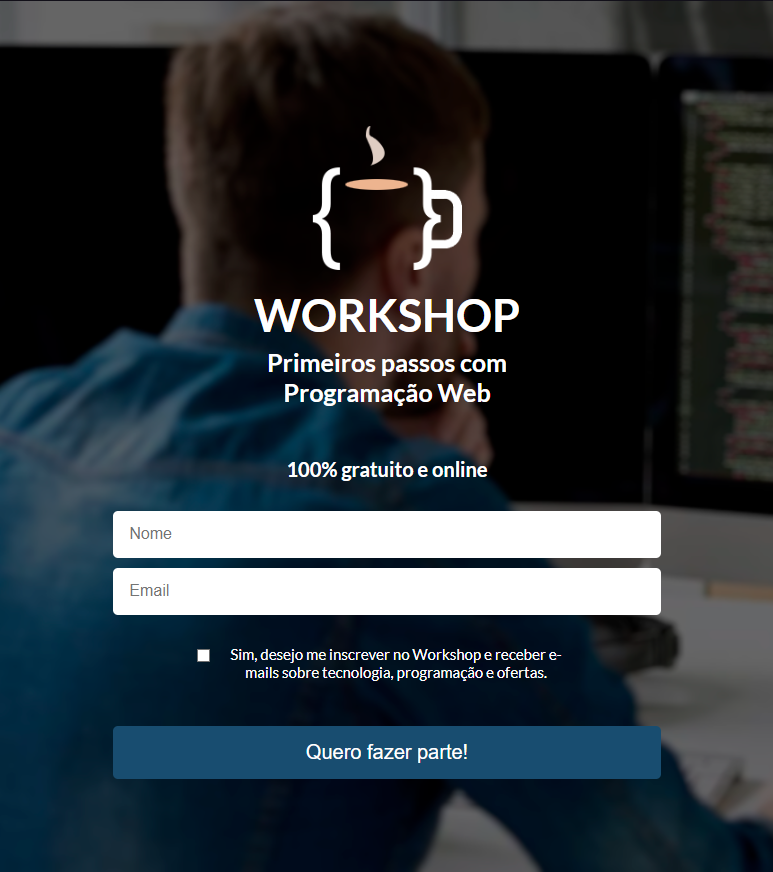 WORKSHOP
Primeiros passos com
Programação Web
100% gratuito e online
Nome
Email
Sim, desejo me inscrever no Workshop e receber e-
mails sobre tecnologia, programação e ofertas.
Quero fazer parte!